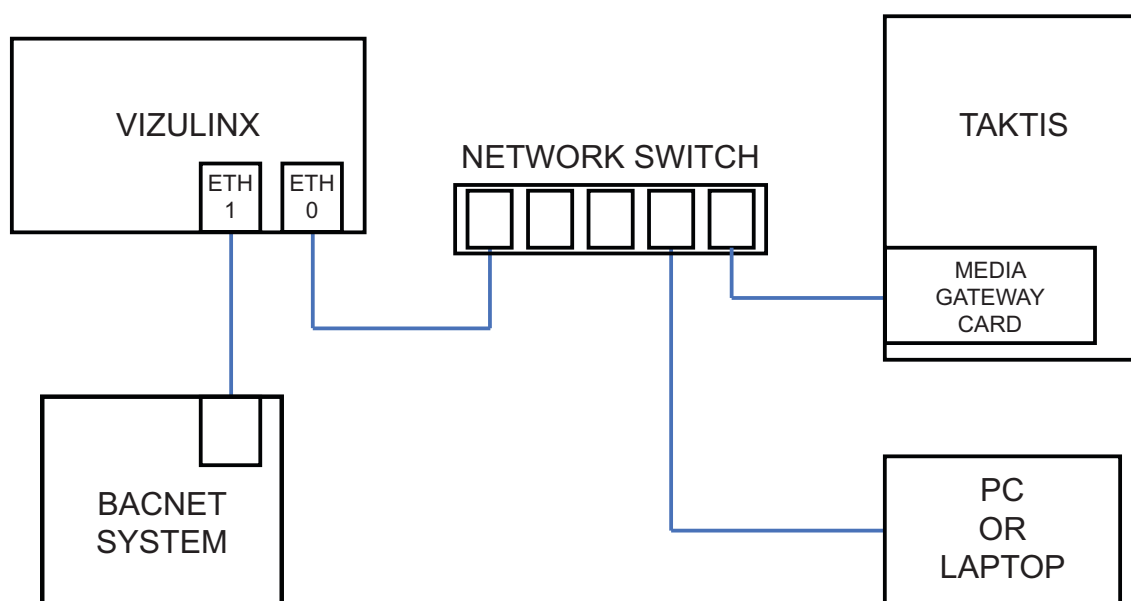 VIZULINX
ETH
1
ETH
0
NETWORK SWITCH
TAKTIS
MEDIA
GATEWAY
CARD
BACNET
SYSTEM
PC
OR
LAPTOP